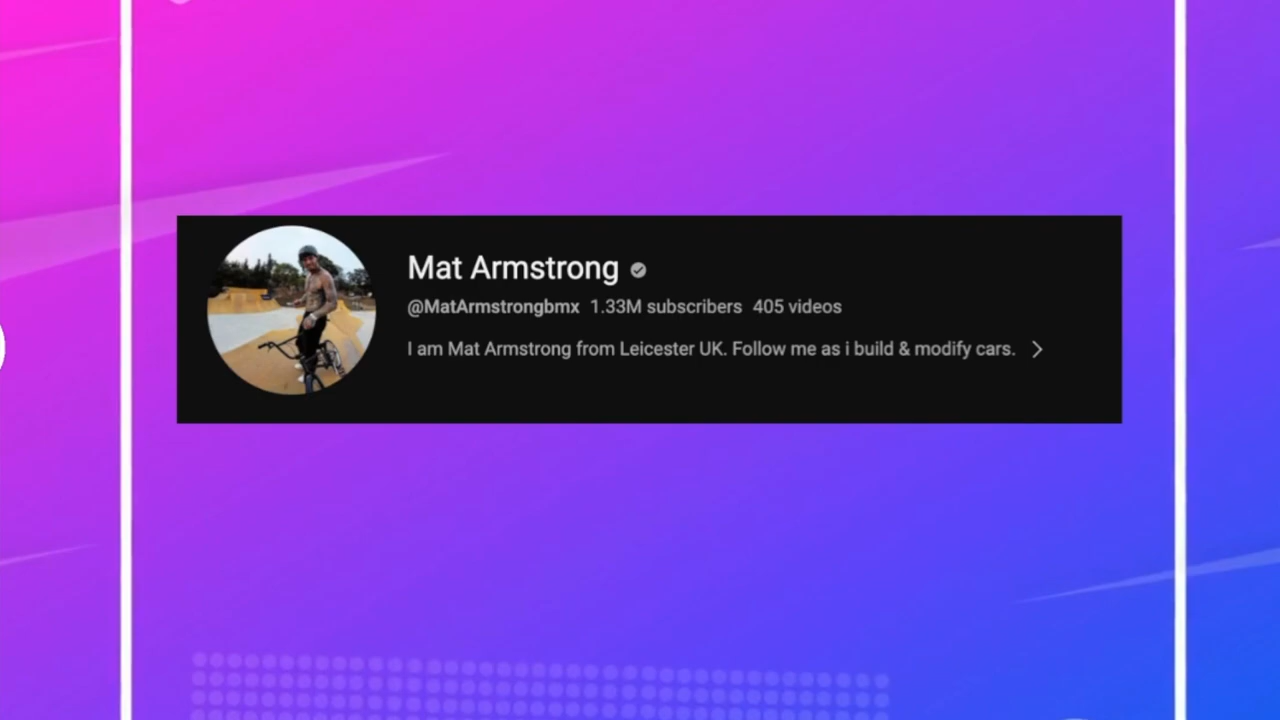 Mat Armstrong
@MatArmstrongbmx 1.33M subscribers 405 videos
I am Mat Armstrong from Leicester UK. Follow me as i build & modify cars.